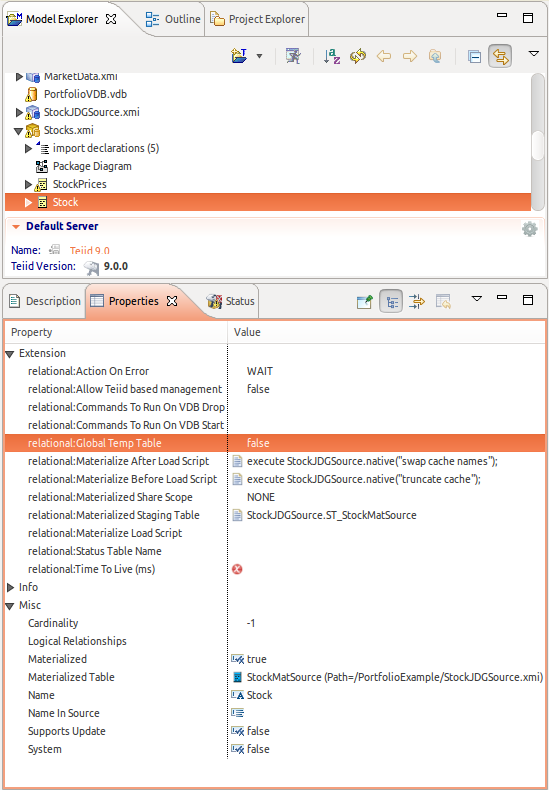 Model Explorer Outline Project Explorer
MarketData.xmi
PortfolioVDB.vdb
StockJDGSource.xmi
Stocks.xmi
import declarations (5)
Package Diagram
StockPrices
Stock
Default Server
Name: Teiid 9.0
Teiid Version: 9.0.0
Description Properties Status
Property Value
Extension
relational:Action On Error WAIT
relational:Allow Teiid based management false
relational:Commands To Run On VDB Drop
relational:Commands To Run On VDB Start
relational:Global Temp Table false
relational:Materialize After Load Script execute StockJDGSource.native("swap cache names");
relational:Materialize Before Load Script execute StockJDGSource.native("truncate cache");
relational:Materialized Share Scope NONE
relational:Materialized Staging Table StockJDGSource.ST_StockMatSource
relational:Materialize Load Script
relational:Status Table Name
relational:Time To Live (ms)
Info
Misc
Cardinality -1
Logical Relationships
Materialized true
Materialized Table StockMatSource (Path=/PortfolioExample/StockJDGSource.xmi)
Name Stock
Name In Source
Supports Update false
System false